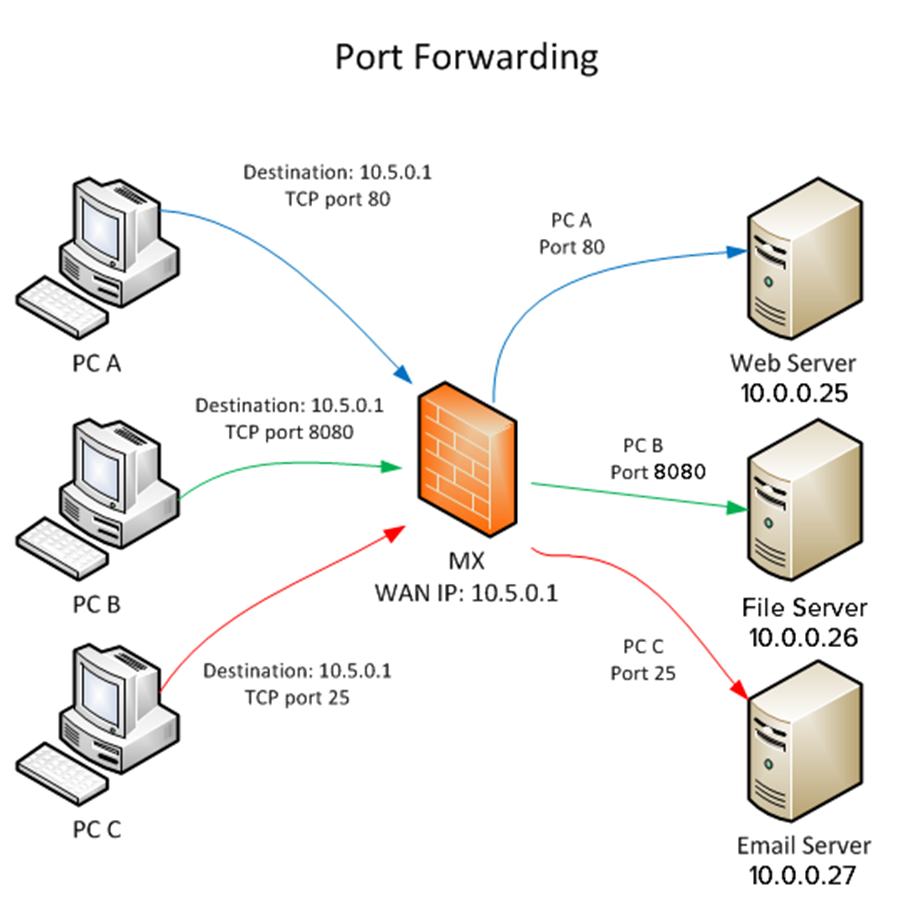 Port Forwarding
Destination: 10.5.0.1
TCP port 80
PC A
Port 80
PC A
Web Server
10.0.0.25
Destination: 10.5.0.1
TCP port 8080
PC B
Port 8080
MX
WAN IP: 10.5.0.1
PC B
File Server
10.0.0.26
Destination: 10.5.0.1
TCP port 25
PC C
Port 25
PC C
Email Server
10.0.0.27